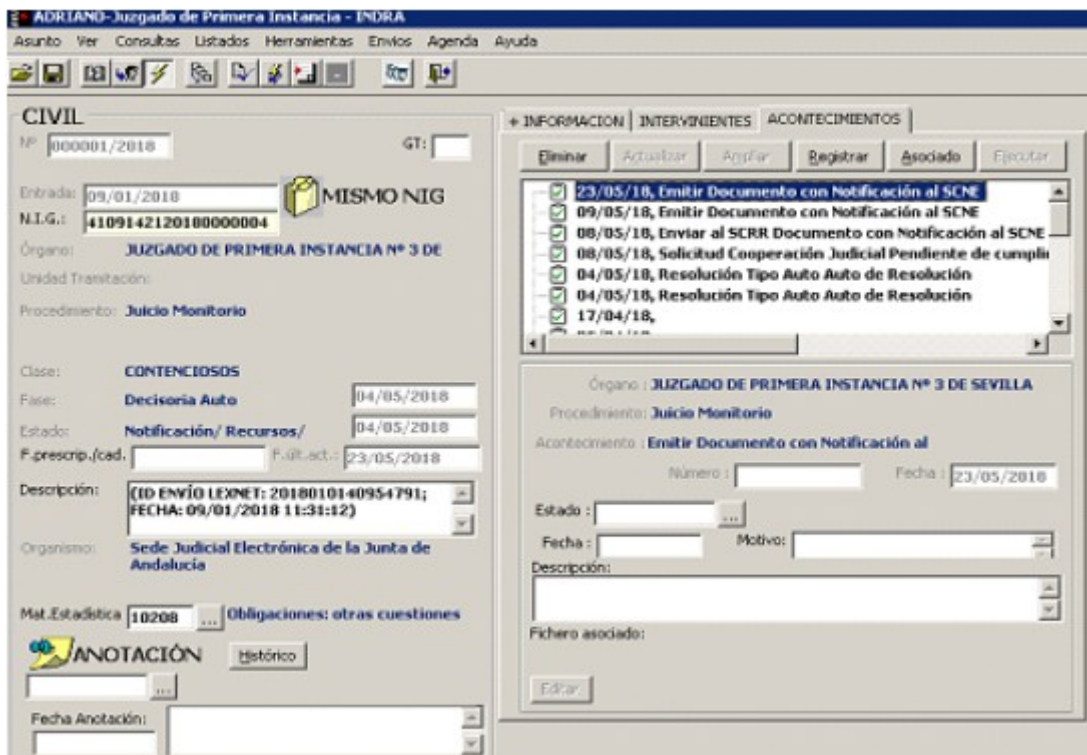 ADRIANO-Juzgado de Primera Instancia - INDRA
Asunto Ver Consultas Listados Herramientas Envios Agenda Ayuda
CIVIL
Nº 000001/2018 GT:
Entrada: 09/01/2018 MISMO NIG
N.I.G.: 4109142120180000004
Órgano: JUZGADO DE PRIMERA INSTANCIA Nº 3 DE
Unidad Tramitación:
Procedimiento: Juicio Monitorio
Clase: CONTENCIOSOS
Fase: Decisoria Auto 04/05/2018
Estado: Notificación/ Recursos/ 04/05/2018
F.prescrip./cad. F.últ.act.: 23/05/2018
Descripción: (ID ENVÍO LEXNET: 2018010140954791;
FECHA: 09/01/2018 11:31:12)
Organismo: Sede Judicial Electrónica de la Junta de
Andalucía
Mat.Estadística 10208 ... Obligaciones: otras cuestiones
ANOTACIÓN Histórico
...
Fecha Anotación:
+ INFORMACION INTERVINIENTES ACONTECIMIENTOS
Eliminar Actualizar Ampliar Registrar Asociado Ejecutar
23/05/18, Emitir Documento con Notificación al SCNE
09/05/18, Emitir Documento con Notificación al SCNE
08/05/18, Enviar al SCRR Documento con Notificación al SCNE
08/05/18, Solicitud Cooperación Judicial Pendiente de cumplin
04/05/18, Resolución Tipo Auto Auto de Resolución
04/05/18, Resolución Tipo Auto Auto de Resolución
17/04/18,
Órgano : JUZGADO DE PRIMERA INSTANCIA Nº 3 DE SEVILLA
Procedimiento: Juicio Monitorio
Acontecimiento : Emitir Documento con Notificación al
Número : Fecha : 23/05/2018
Estado : ...
Fecha : Motivo:
Descripción:
Fichero asociado:
Editar